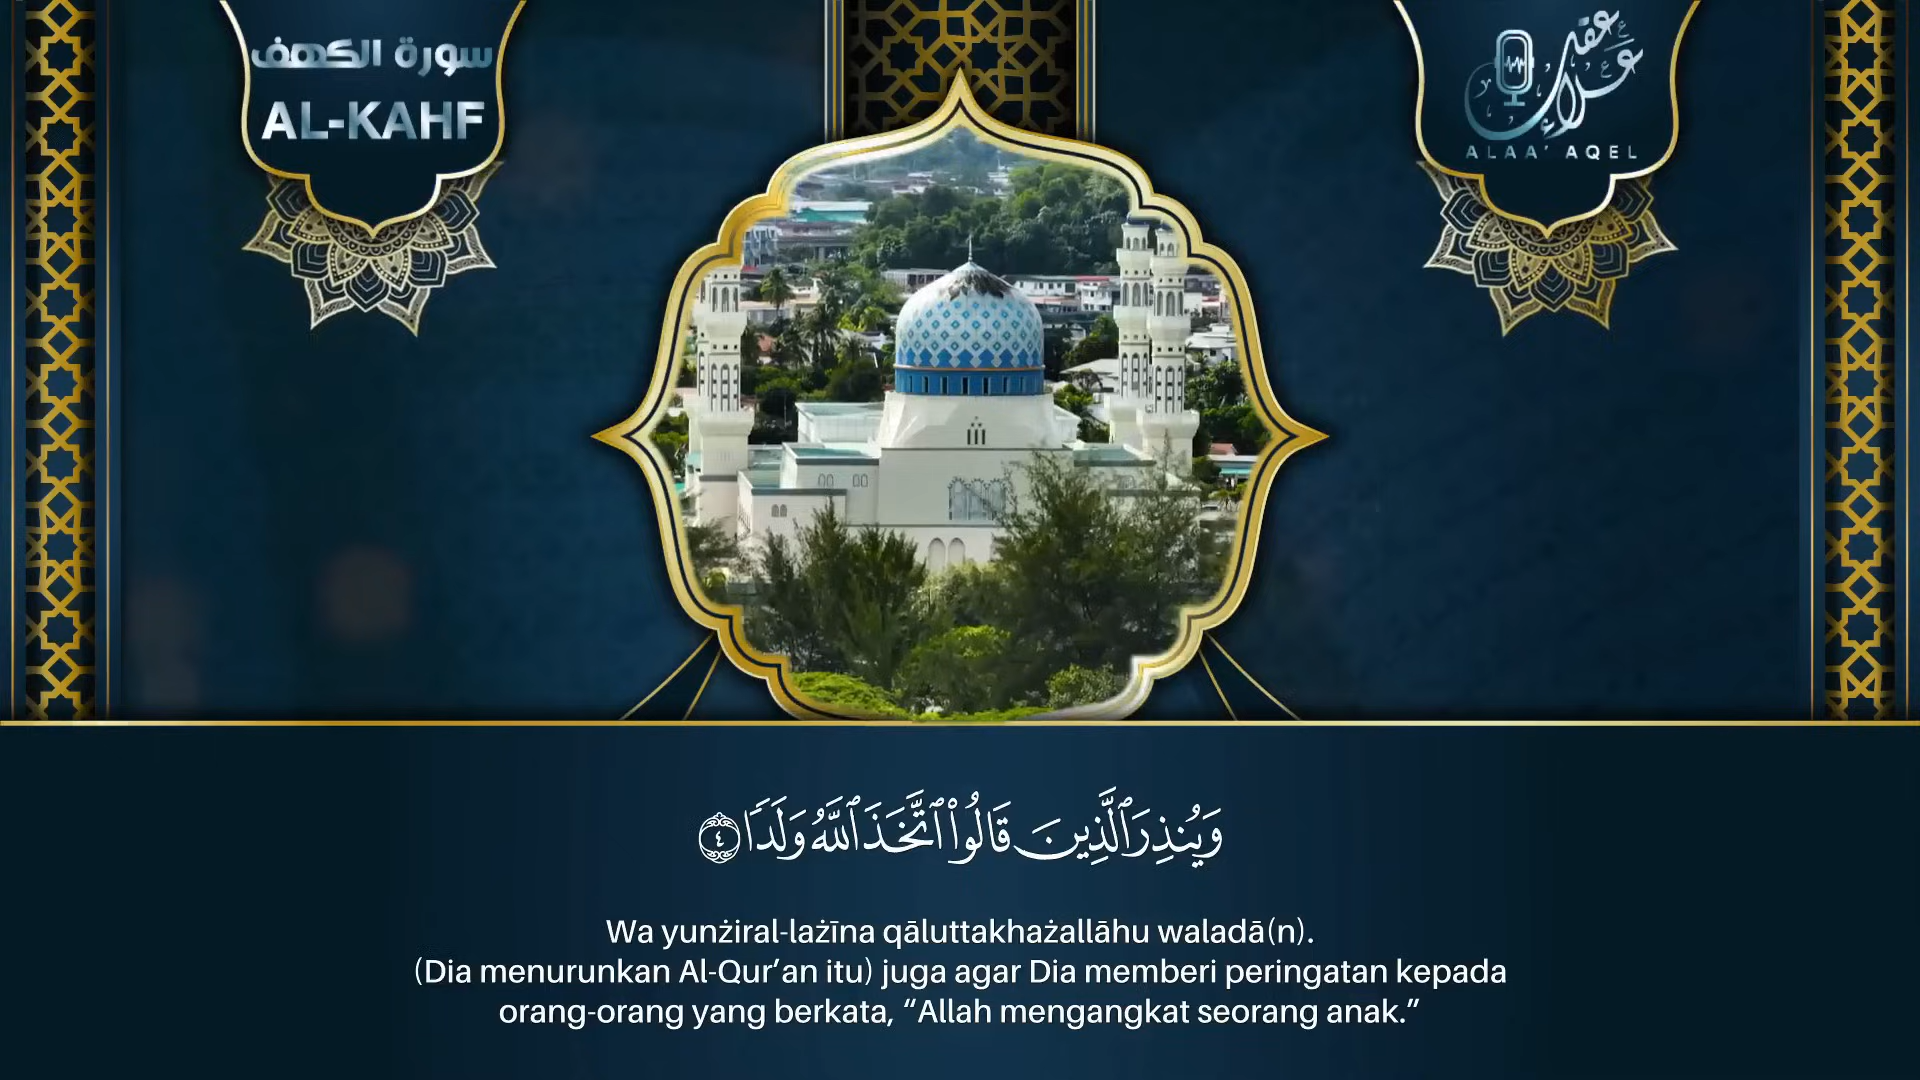 سورة الكهف
AL-KAHF
علاء عقل
ALAA' AQEL
وَيُنذِرَ ٱلَّذِينَ قَالُوا۟ ٱتَّخَذَ ٱللَّهُ وَلَدًا ٤
Wa yunżiral-lażīna qāluttakhażallāhu waladā(n).
(Dia menurunkan Al-Qur’an itu) juga agar Dia memberi peringatan kepada
orang-orang yang berkata, “Allah mengangkat seorang anak.”